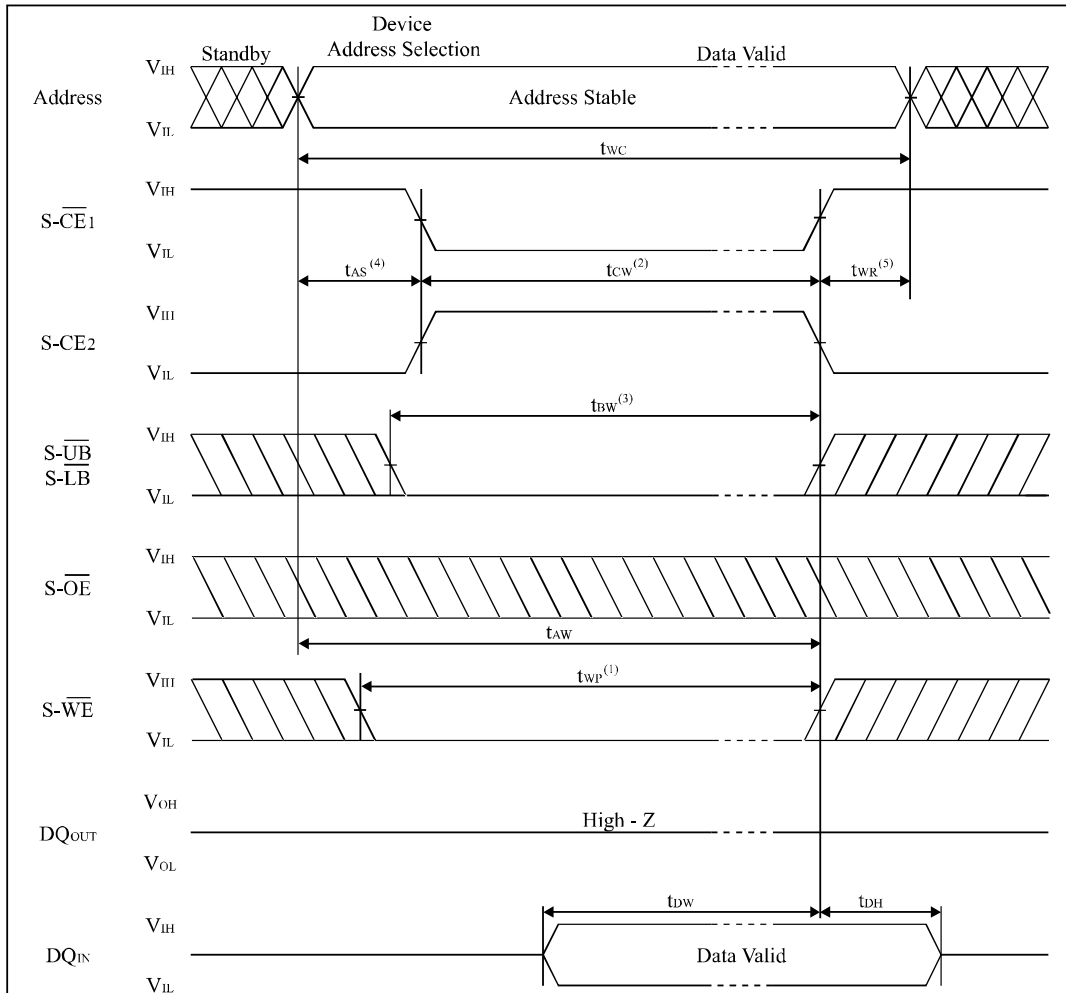 Device
Standby Address Selection Data Valid
VIH
Address Address Stable
VIL
tWC
VIH
S-CE1
VIL
tAS(4) tCW(2) tWR(5)
VIH
S-CE2
VIL
tBW(3)
VIH
S-UB
S-LB
VIL
VIH
S-OE
VIL
tAW
VIH
tWP(1)
S-WE
VIL
VOH
High - Z
DQOUT
VOL
tDW tDH
VIH
DQIN Data Valid
VIL